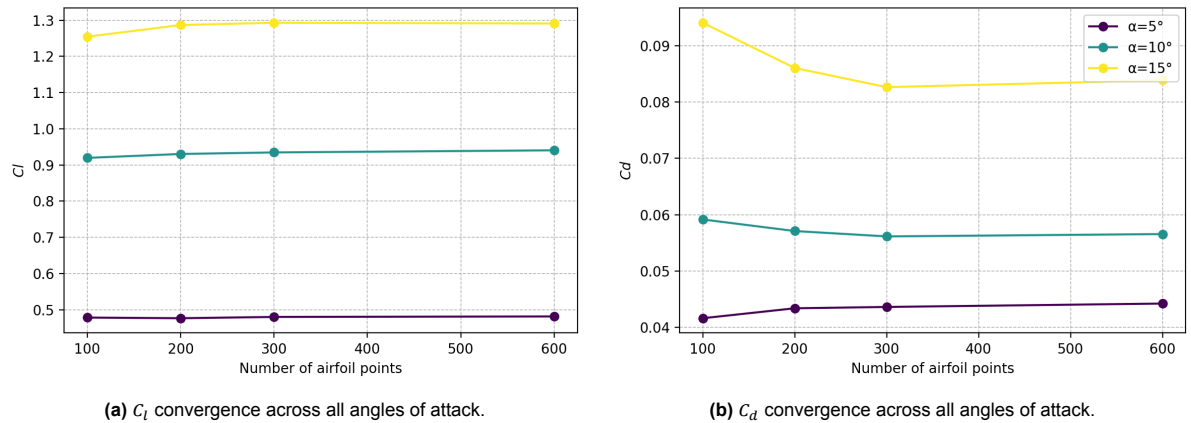 1.3
1.2
1.1
1.0
0.9
0.8
0.7
0.6
0.5
Cl
100 200 300 400 500 600
Number of airfoil points
(a) Cl convergence across all angles of attack.
0.09
0.08
0.07
0.06
0.05
0.04
Cd
α=5°
α=10°
α=15°
100 200 300 400 500 600
Number of airfoil points
(b) Cd convergence across all angles of attack.